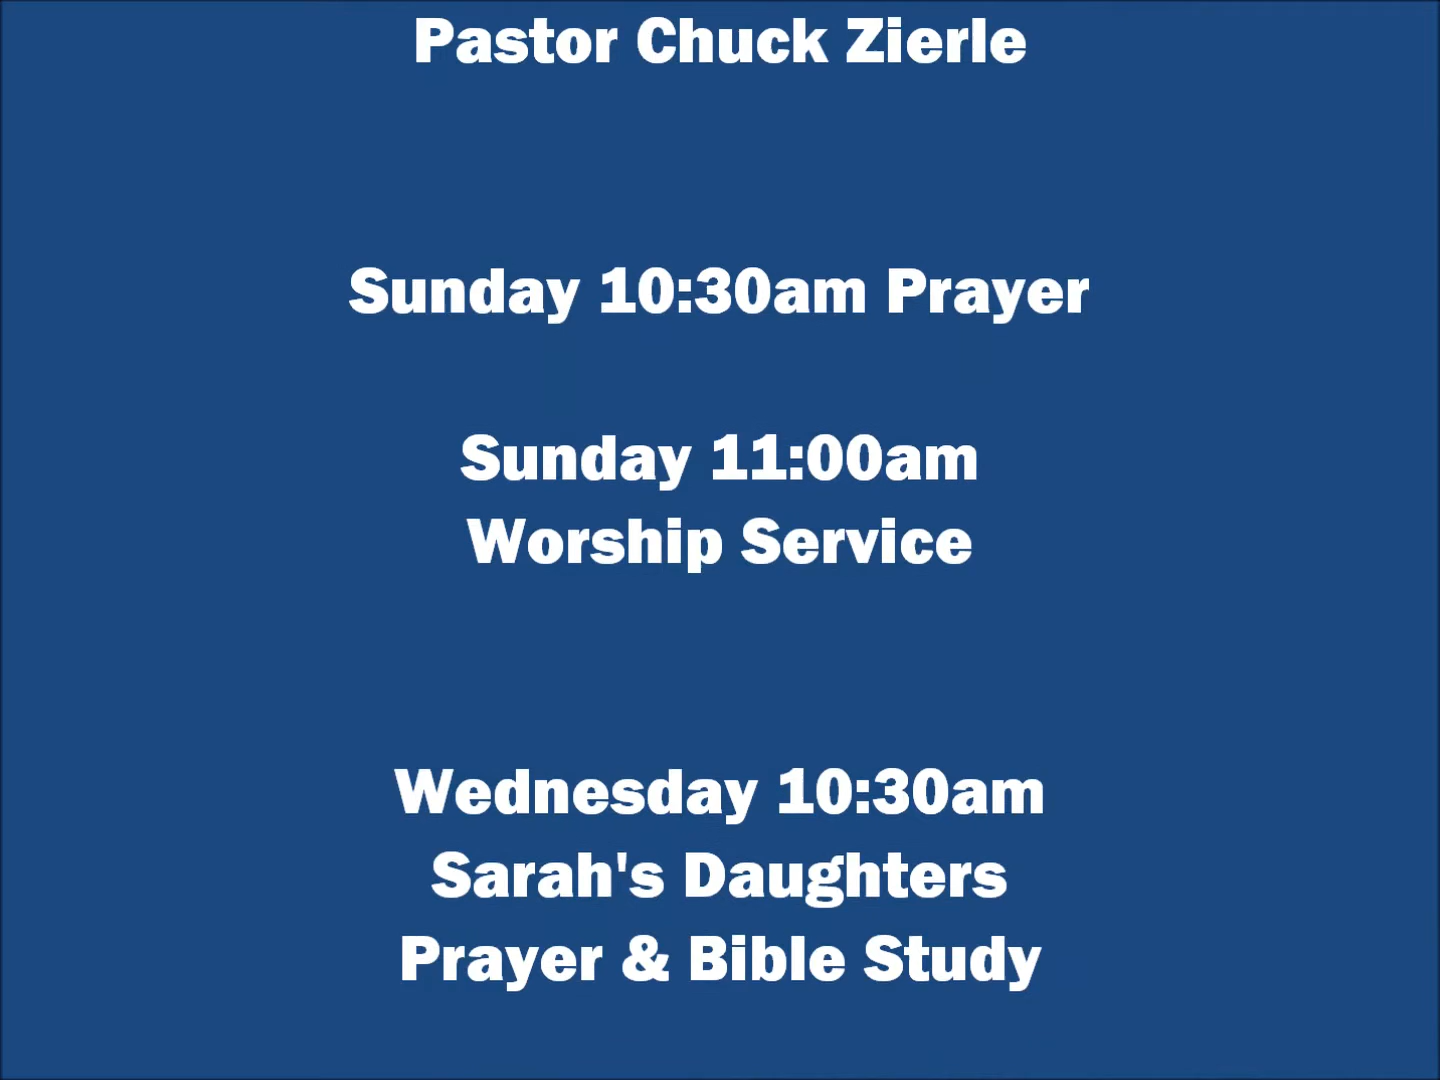 Pastor Chuck Zierle
Sunday 10:30am Prayer
Sunday 11:00am
Worship Service
Wednesday 10:30am
Sarah's Daughters
Prayer & Bible Study